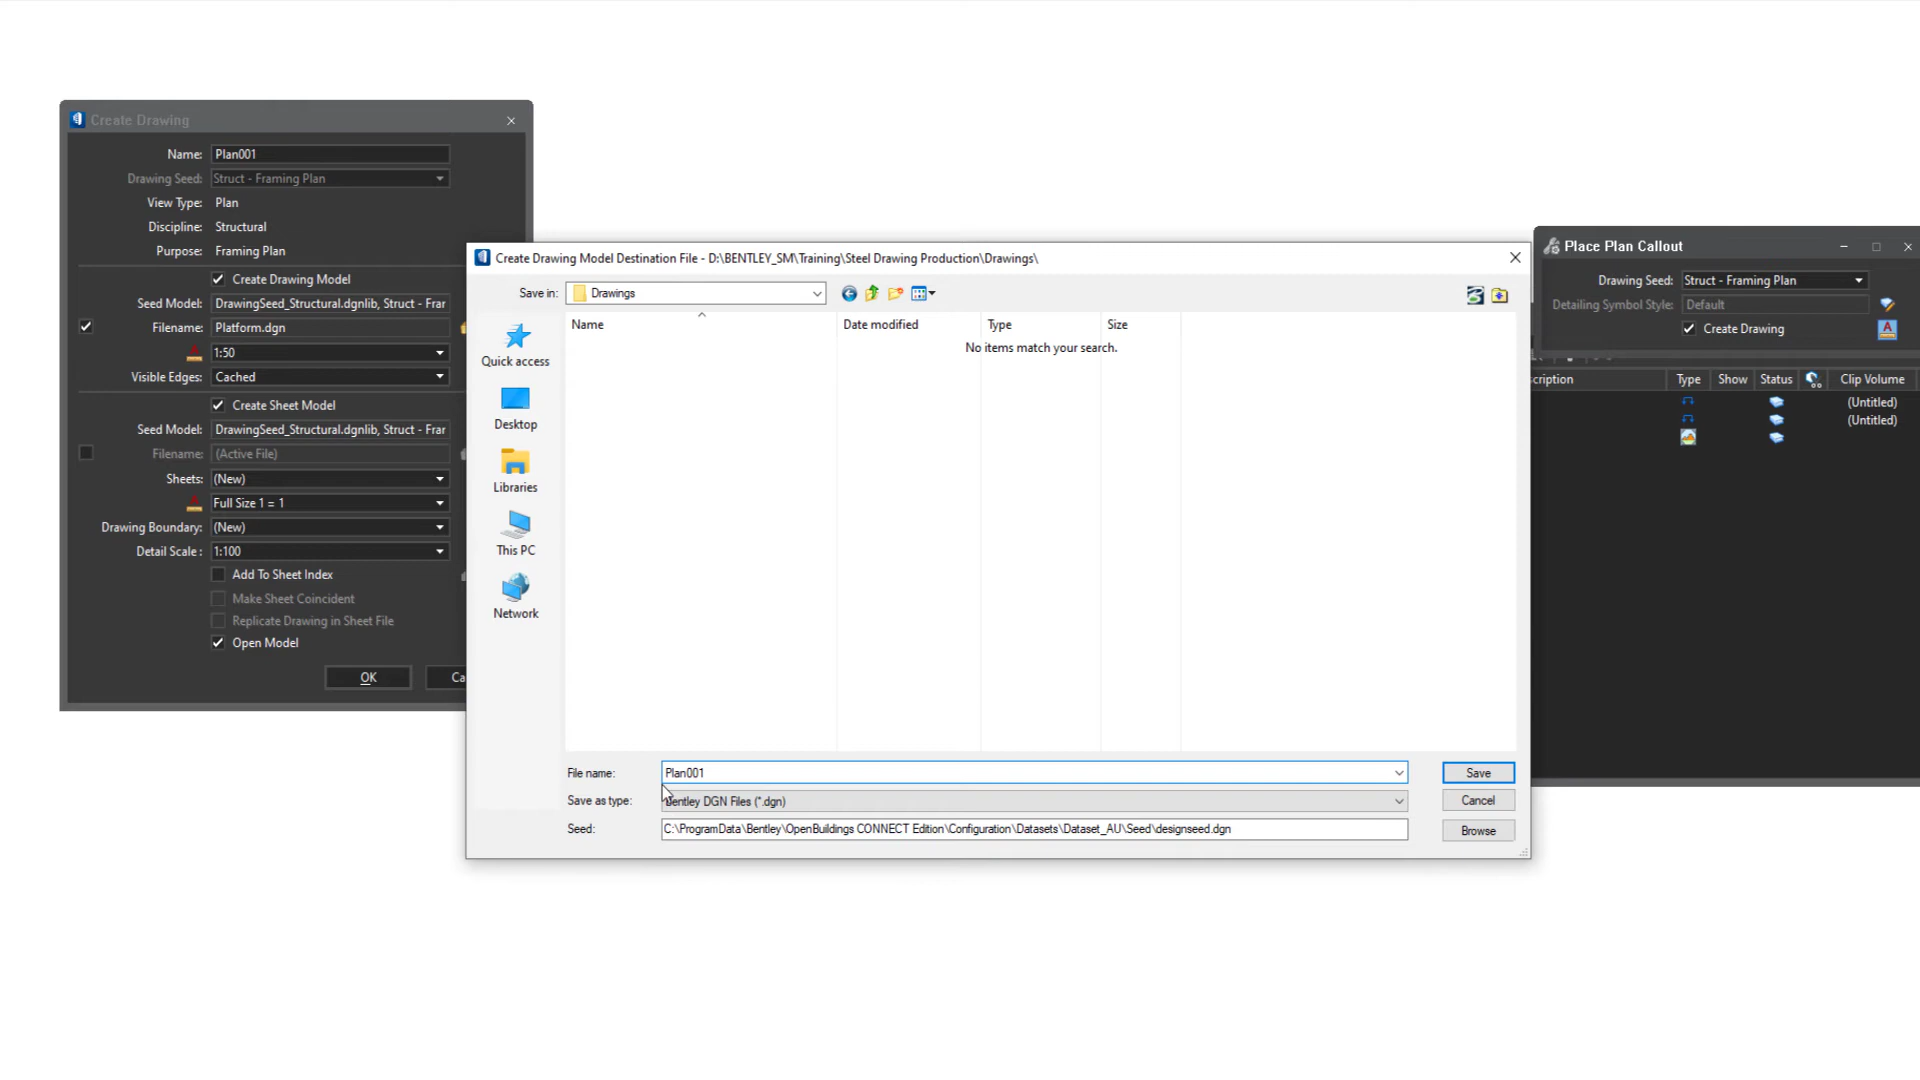 Create Drawing
Name: Plan001
Drawing Seed: Struct - Framing Plan
View Type: Plan
Discipline: Structural
Purpose: Framing Plan
Create Drawing Model
Seed Model: DrawingSeed_Structural.dgnlib, Struct - Frar
Filename: Platform.dgn
1:50
Visible Edges: Cached
Create Sheet Model
Seed Model: DrawingSeed_Structural.dgnlib, Struct - Frar
Filename: (Active File)
Sheets: (New)
Full Size 1 = 1
Drawing Boundary: (New)
Detail Scale : 1:100
Add To Sheet Index
Make Sheet Coincident
Replicate Drawing in Sheet File
Open Model
OK
Ca
Create Drawing Model Destination File - D:\BENTLEY_SM\Training\Steel Drawing Production\Drawings\
Save in: Drawings
Name Date modified Type Size
No items match your search.
Quick access
Desktop
Libraries
This PC
Network
File name: Plan001 Save
Save as type: Bentley DGN Files (*.dgn) Cancel
Seed: C:\ProgramData\Bentley\OpenBuildings CONNECT Edition\Configuration\Datasets\Dataset_AU\Seed\designseed.dgn Browse
Place Plan Callout
Drawing Seed: Struct - Framing Plan
Detailing Symbol Style: Default
Create Drawing
cription Type Show Status Clip Volume
(Untitled)
(Untitled)